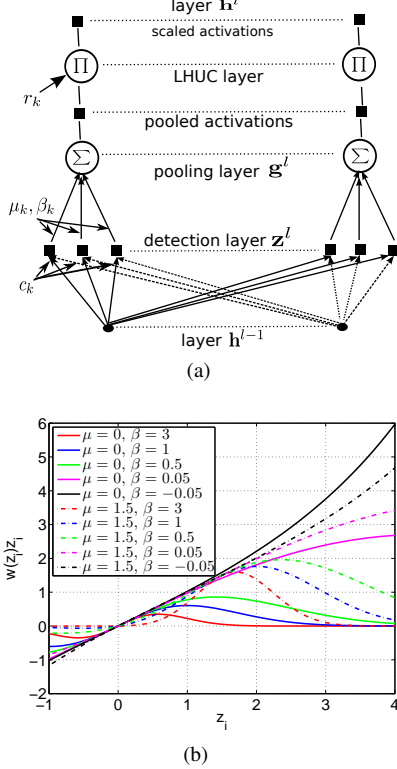 layer h^l
scaled activations
Π Π
LHUC layer
r_k
pooled activations
Σ Σ
pooling layer g^l
μ_k, β_k
detection layer z^l
c_k
layer h^{l−1}
(a)
μ = 0, β = 3
μ = 0, β = 1
μ = 0, β = 0.5
μ = 0, β = 0.05
μ = 0, β = −0.05
μ = 1.5, β = 3
μ = 1.5, β = 1
μ = 1.5, β = 0.5
μ = 1.5, β = 0.05
μ = 1.5, β = −0.05
6
5
4
3
2
1
0
−1
−2
w(z_i)z_i
−1 0 1 2 3 4
z_i
(b)